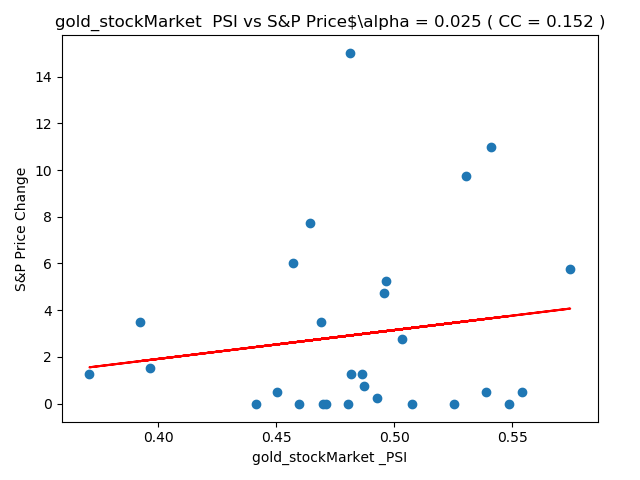 gold_stockMarket  PSI vs S&P Price$\alpha = 0.025 ( CC = 0.152 )
14
12
10
8
6
4
2
0
S&P Price Change
0.40 0.45 0.50 0.55
gold_stockMarket _PSI